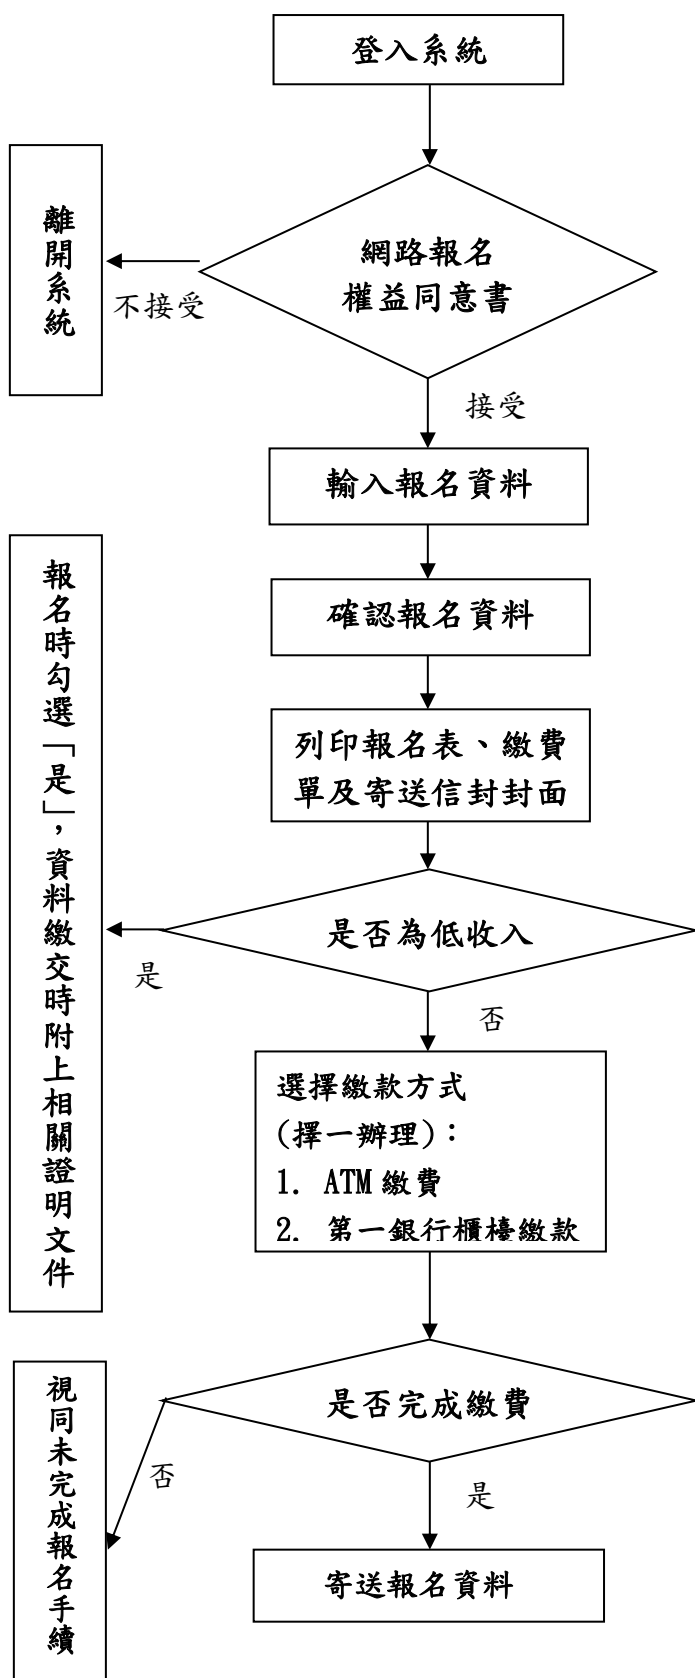 登入系統
網路報名
權益同意書
離開系統
不接受
接受
輸入報名資料
確認報名資料
列印報名表、繳費
單及寄送信封封面
是否為低收入
是
報名時勾選「是」，資料繳交時附上相關證明文件
否
選擇繳款方式
(擇一辦理)：
1. ATM 繳費
2. 第一銀行櫃檯繳款
是否完成繳費
否
視同未完成報名手續
是
寄送報名資料